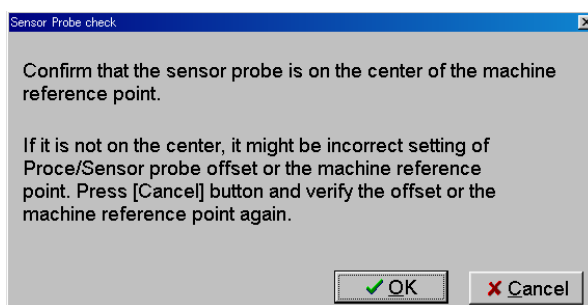 Sensor Probe check
Confirm that the sensor probe is on the center of the machine
reference point.
If it is not on the center, it might be incorrect setting of
Proce/Sensor probe offset or the machine reference
point. Press [Cancel] button and verify the offset or the
machine reference point again.
OK
Cancel